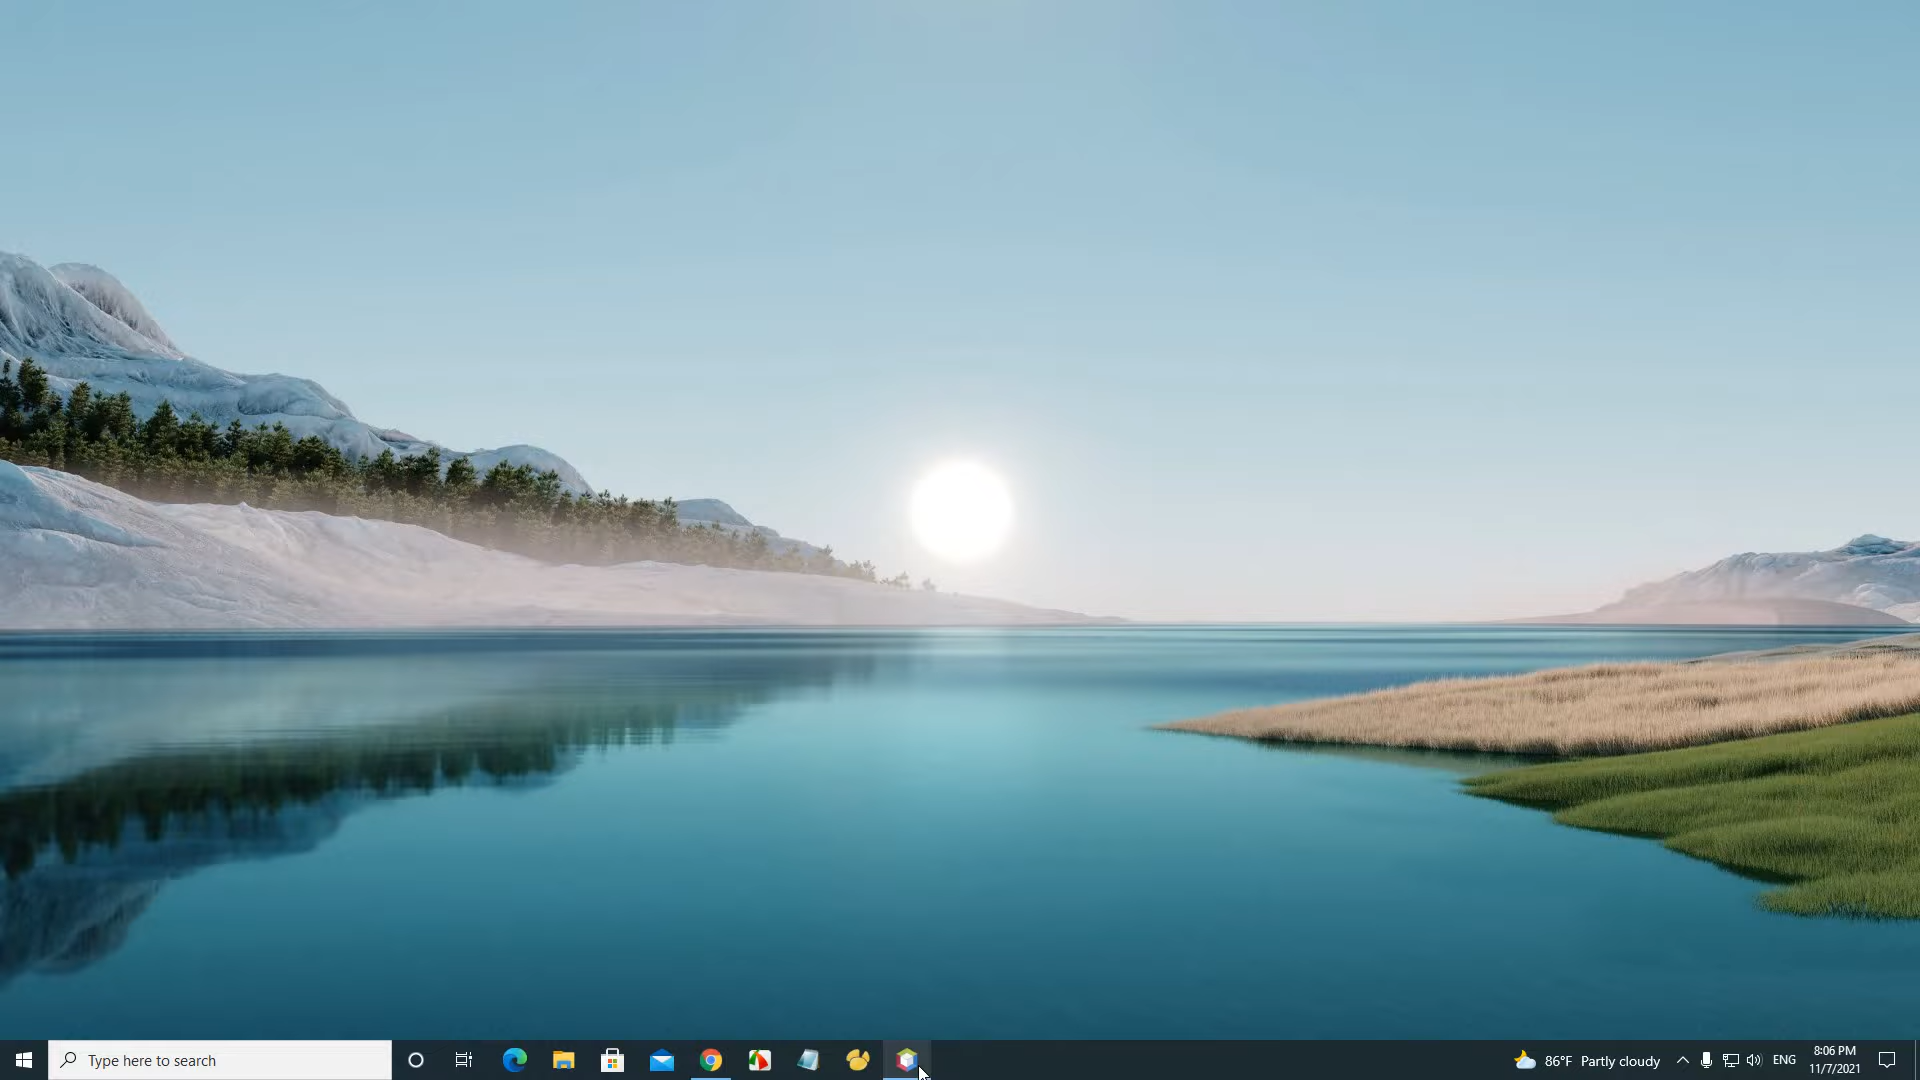 Type here to search
86°F Partly cloudy
ENG
8:06 PM
11/7/2021